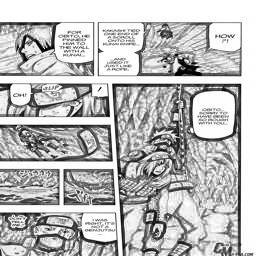 HOW
?!
KAKASHI TIED
ONE END OF
A SCROLL
ONTO HIS
KUNAI KNIFE...
...AND
USED IT
JUST LIKE
A ROPE.
FOR
OBITO, HE
PINNED
HIM TO
THE WALL
WITH A
KUNAI...
!
OH!
OBITO...
SORRY TO
HAVE BEEN
SO ROUGH
WITH YOU...
I WAS
RIGHT, IT'S
NOT A
GENJUTSU